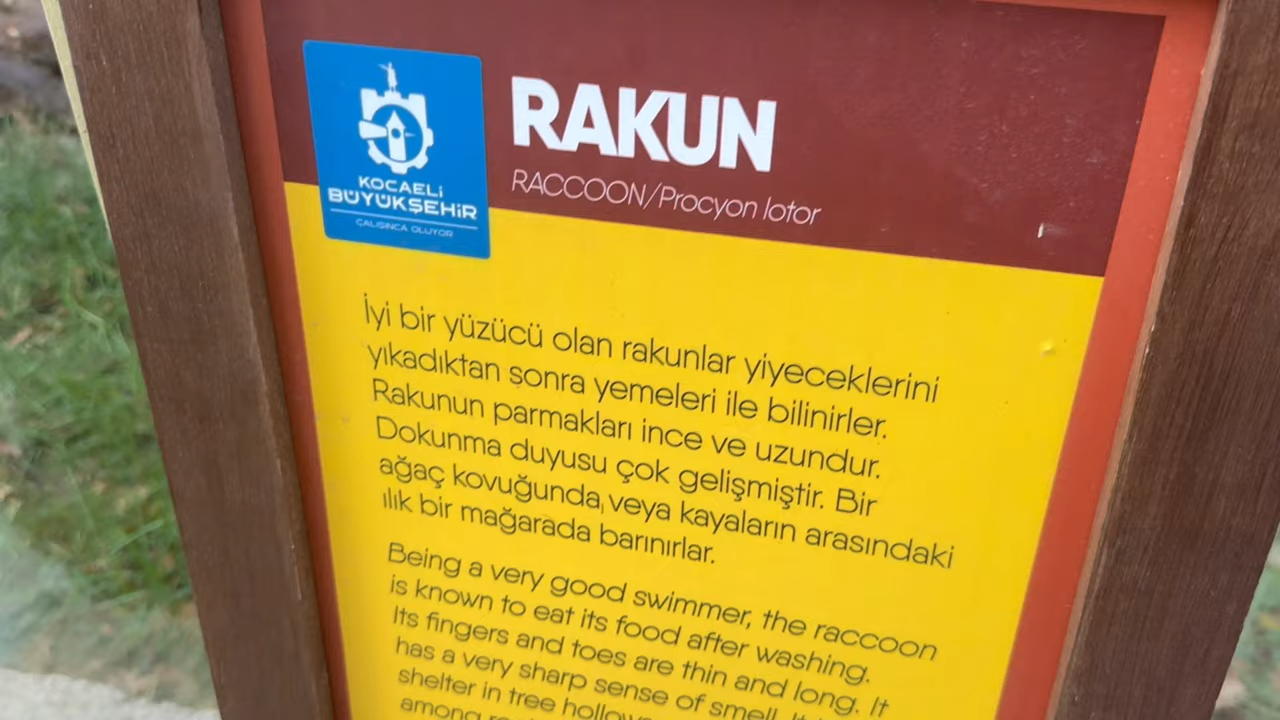 KOCAELİ
BÜYÜKŞEHİR
ÇALIŞINCA OLUYOR
RAKUN
RACCOON/Procyon lotor
İyi bir yüzücü olan rakunlar yiyeceklerini
yıkadıktan sonra yemeleri ile bilinirler.
Rakunun parmakları ince ve uzundur.
Dokunma duyusu çok gelişmiştir. Bir
ağaç kovuğunda, veya kayaların arasındaki
ılık bir mağarada barınırlar.
Being a very good swimmer, the raccoon
is known to eat its food after washing.
Its fingers and toes are thin and long. It
has a very sharp sense of smell.
shelter in tree
among